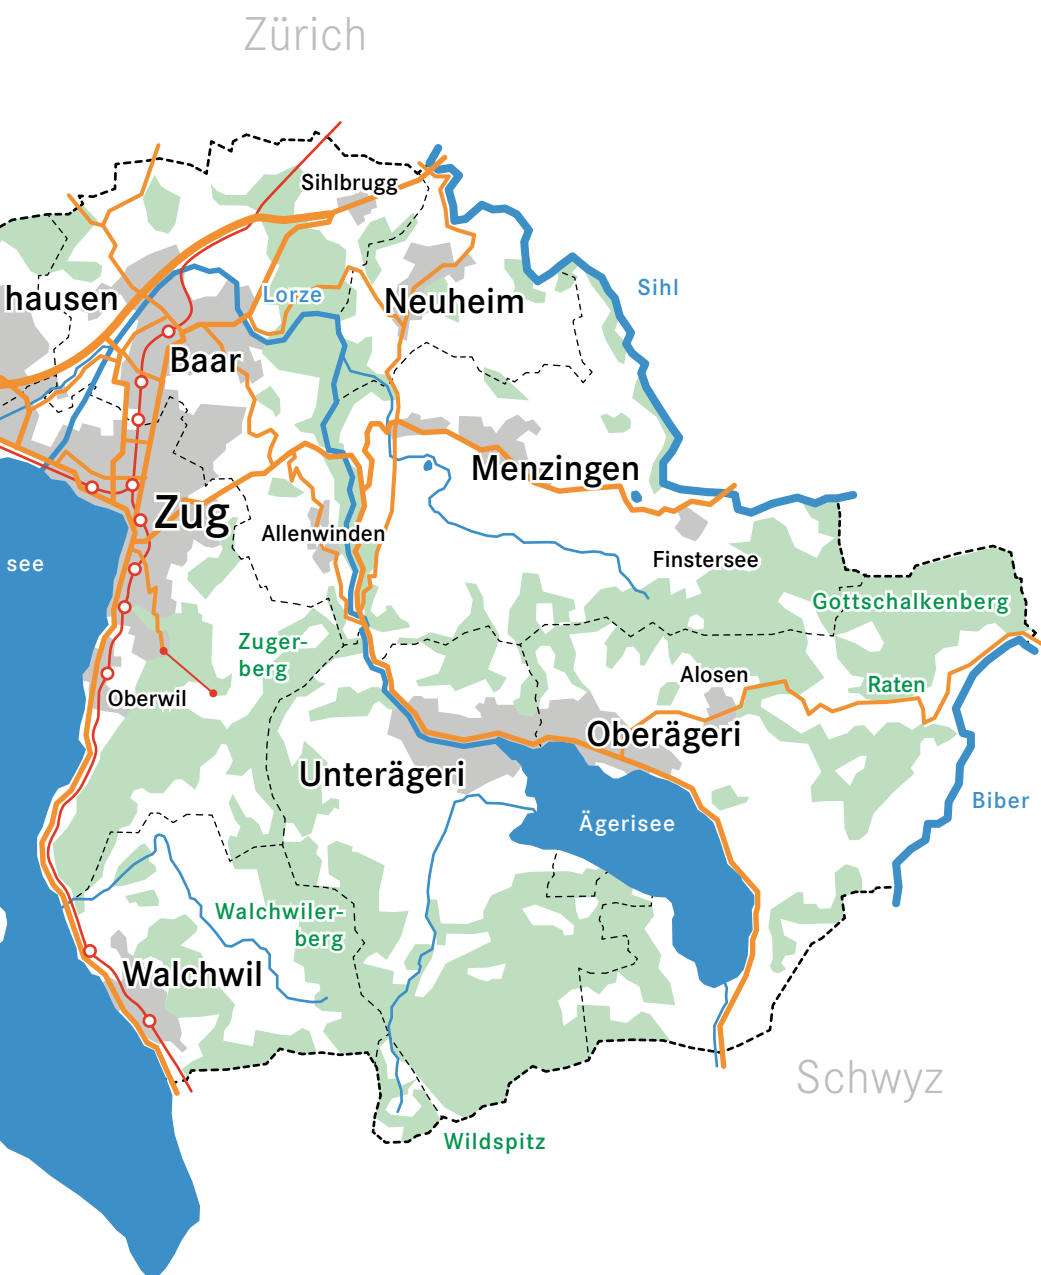 Zürich
Sihlbrugg
Sihl
hausen
Lorze
Neuheim
Baar
Menzingen
Zug
Allenwinden
see
Finstersee
Gottschalkenberg
Zuger-
berg
Alosen
Raten
Oberwil
Oberägeri
Unterägeri
Biber
Ägerisee
Walchwiler-
berg
Walchwil
Schwyz
Wildspitz